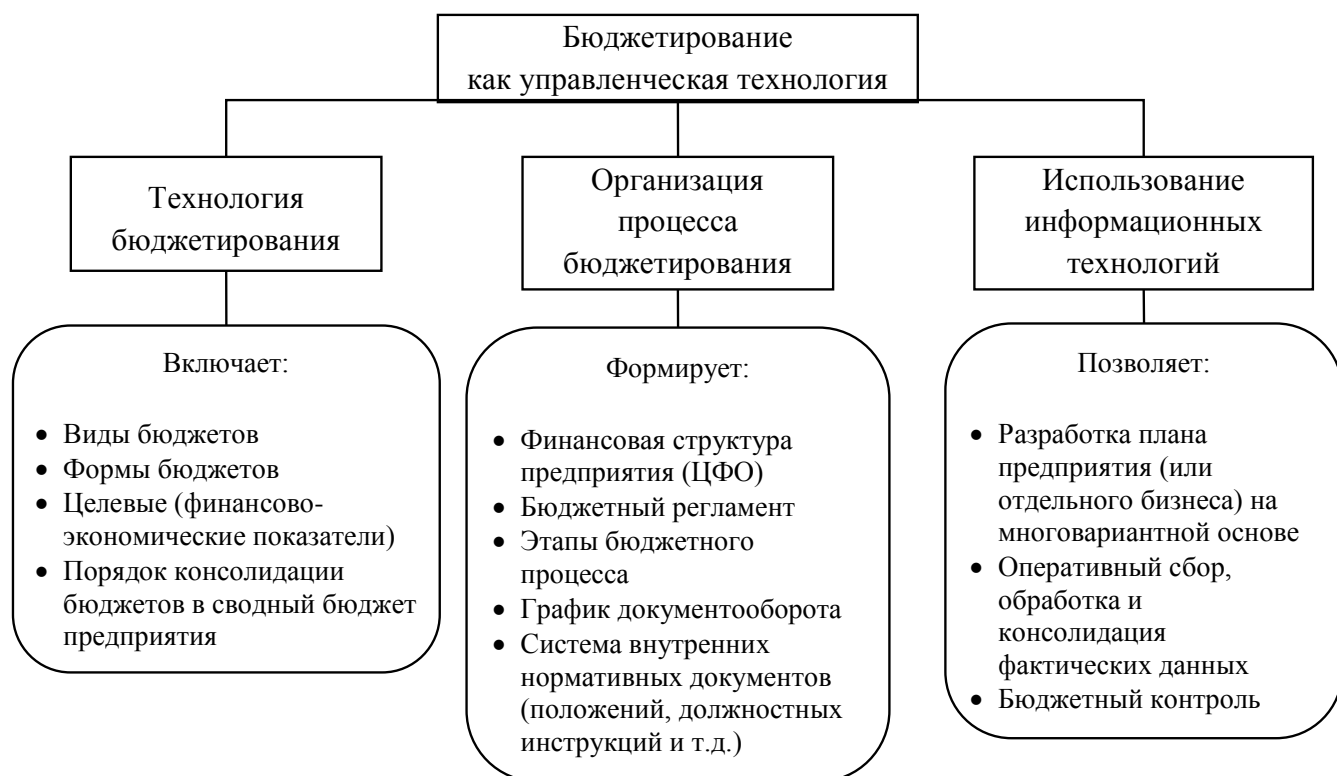 Бюджетирование
как управленческая технология
Технология
бюджетирования
Организация
процесса
бюджетирования
Использование
информационных
технологий
Включает:
• Виды бюджетов
• Формы бюджетов
• Целевые (финансово-
экономические показатели)
• Порядок консолидации
бюджетов в сводный бюджет
предприятия
Формирует:
• Финансовая структура
предприятия (ЦФО)
• Бюджетный регламент
• Этапы бюджетного
процесса
• График документооборота
• Система внутренних
нормативных документов
(положений, должностных
инструкций и т.д.)
Позволяет:
• Разработка плана
предприятия (или
отдельного бизнеса) на
многовариантной основе
• Оперативный сбор,
обработка и
консолидация
фактических данных
• Бюджетный контроль